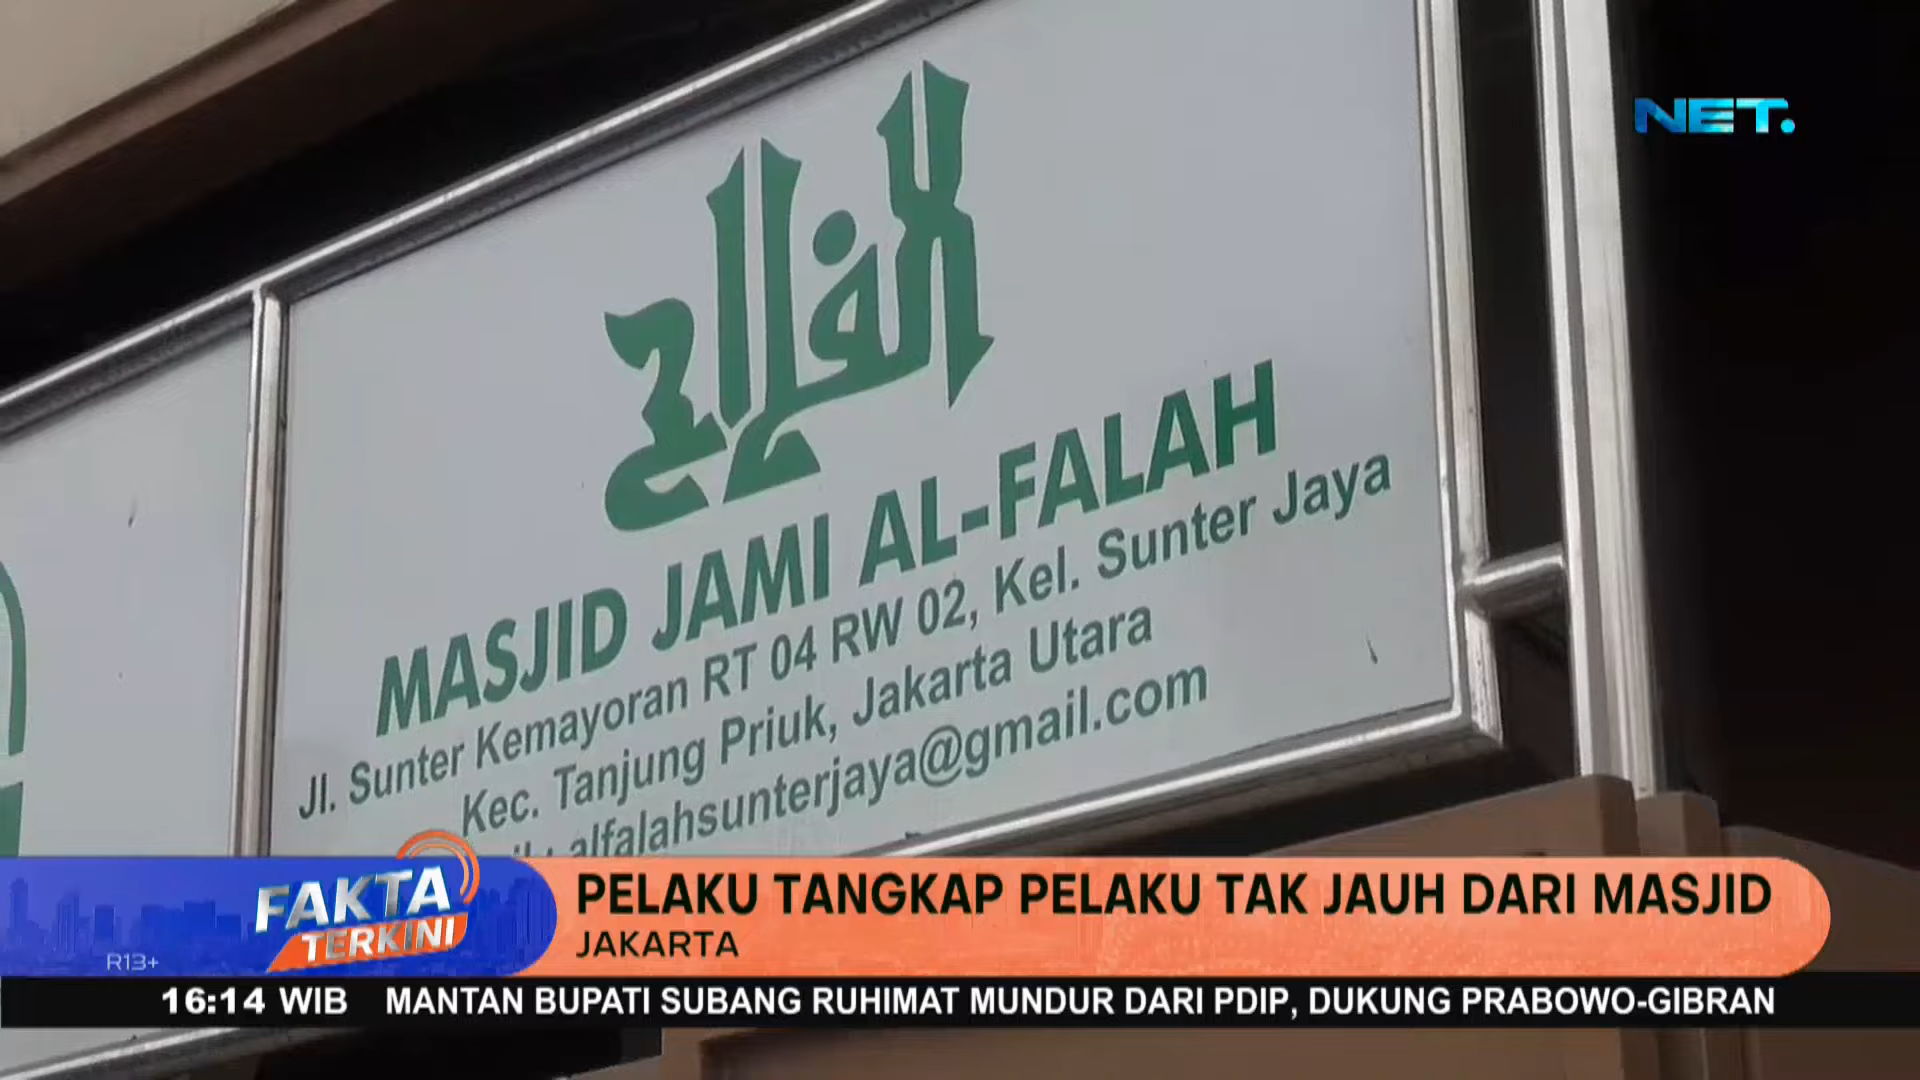 NET.
الفلاح
MASJID JAMI AL-FALAH
Jl. Sunter Kemayoran RT 04 RW 02, Kel. Sunter Jaya
Kec. Tanjung Priuk, Jakarta Utara
alfalahsunterjaya@gmail.com
FAKTA
TERKINI
R13+
PELAKU TANGKAP PELAKU TAK JAUH DARI MASJID
JAKARTA
16:14 WIB MANTAN BUPATI SUBANG RUHIMAT MUNDUR DARI PDIP, DUKUNG PRABOWO-GIBRAN